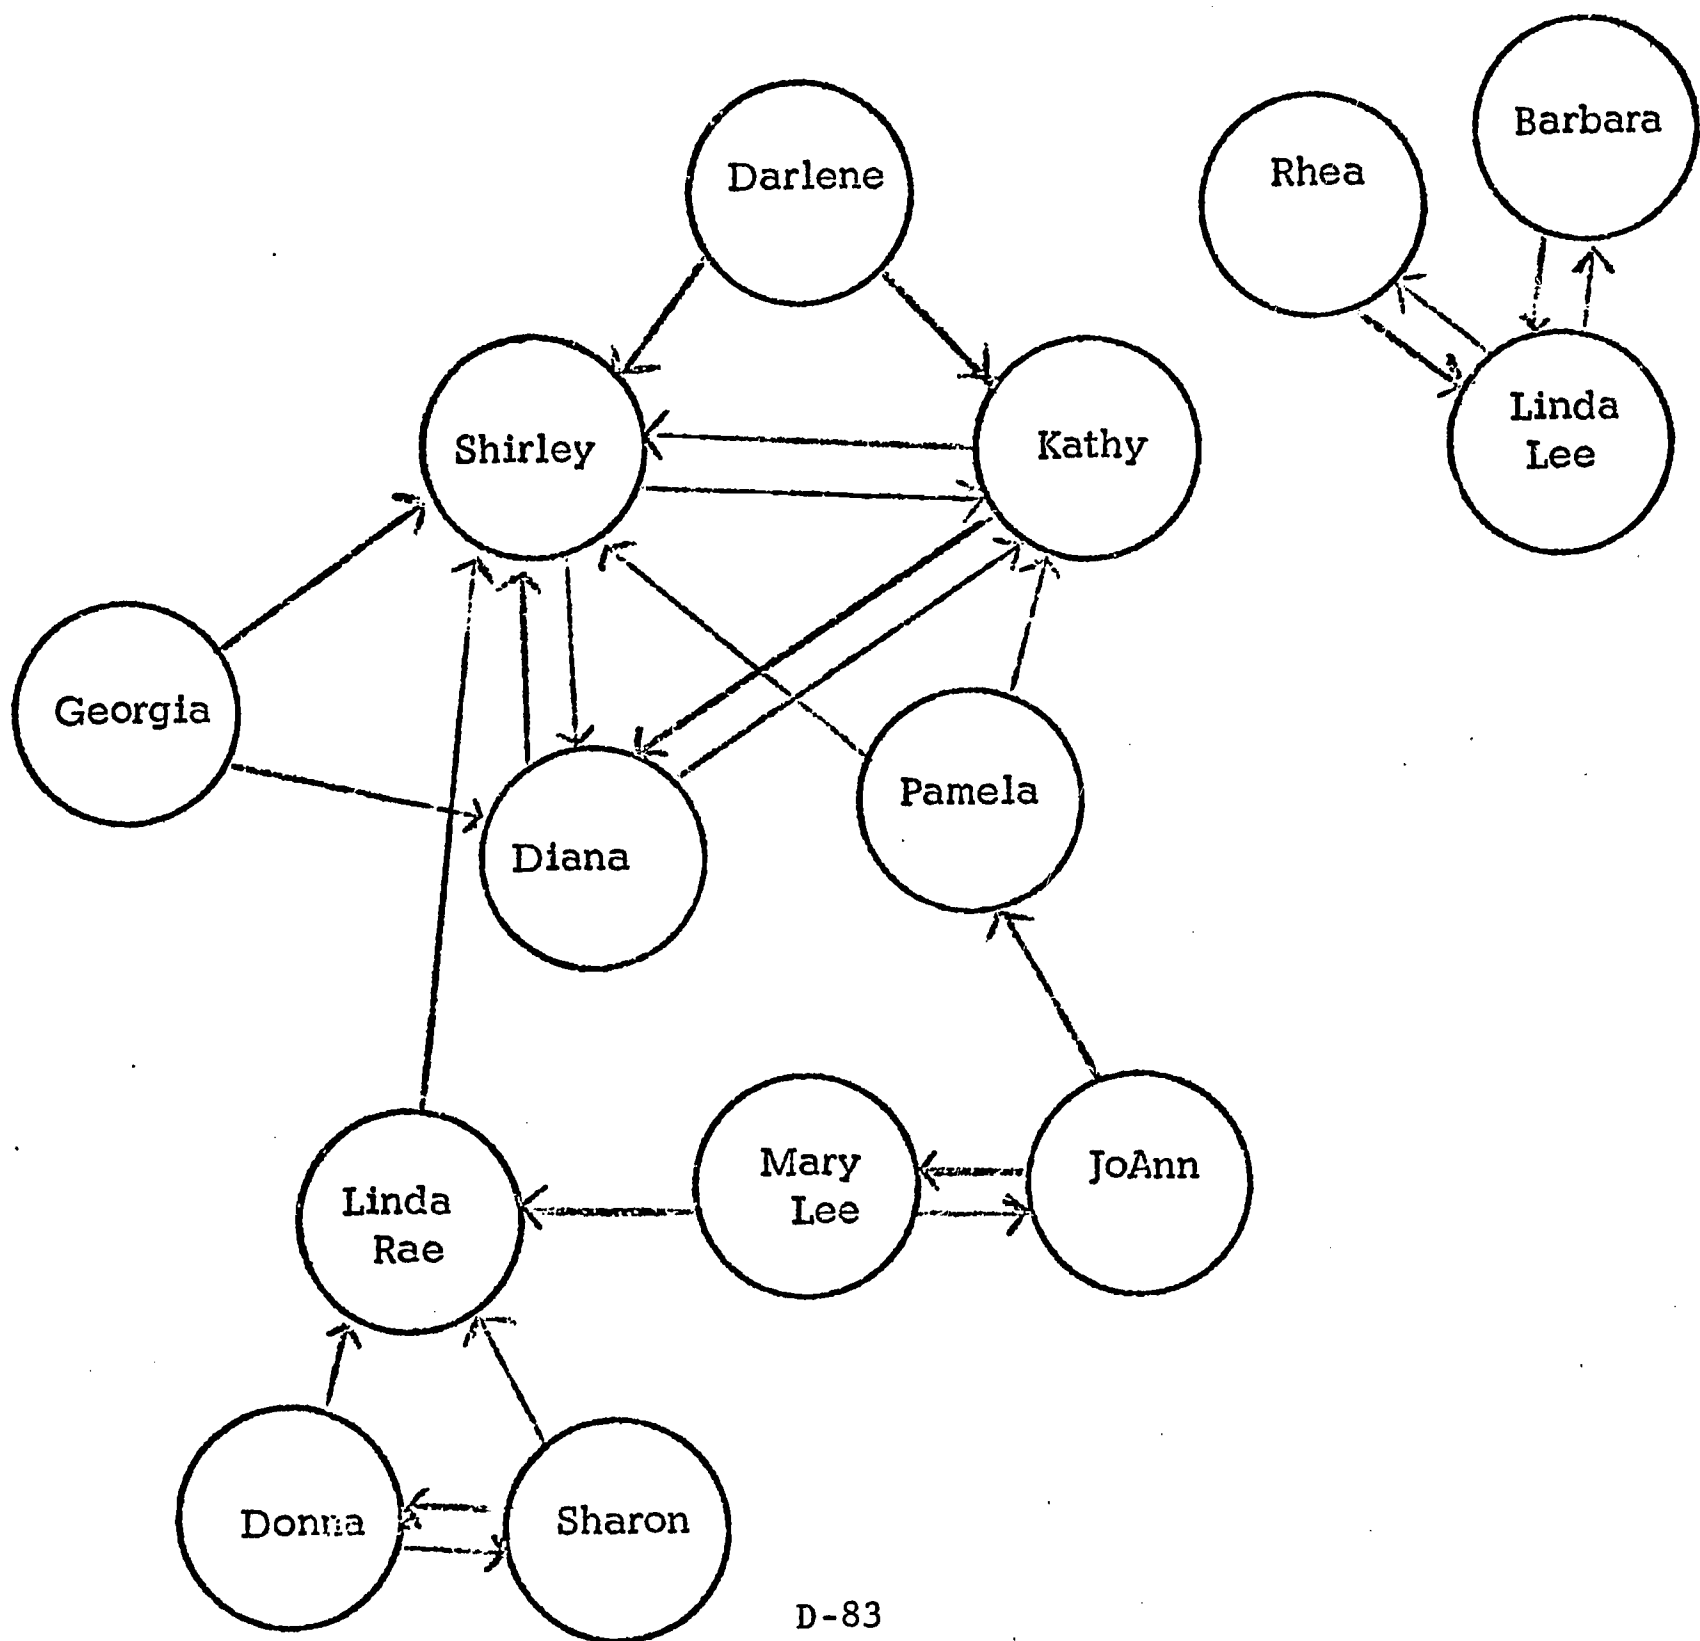 Barbara
Rhea
Darlene
Linda
Lee
Shirley
Kathy
Georgia
Pamela
Diana
Mary
Lee
JoAnn
Linda
Rae
Donna
Sharon
D-83